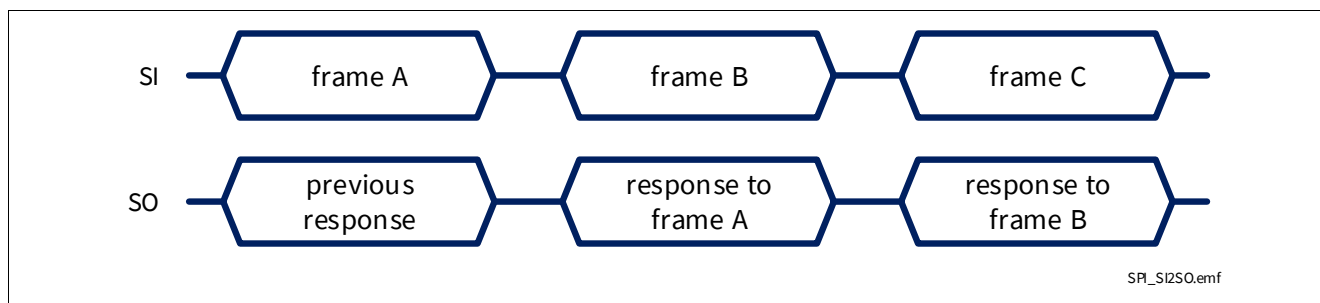 SI
frame A
frame B
frame C
SO
previous
response
response to
frame A
response to
frame B
SPI_SI2SO.emf